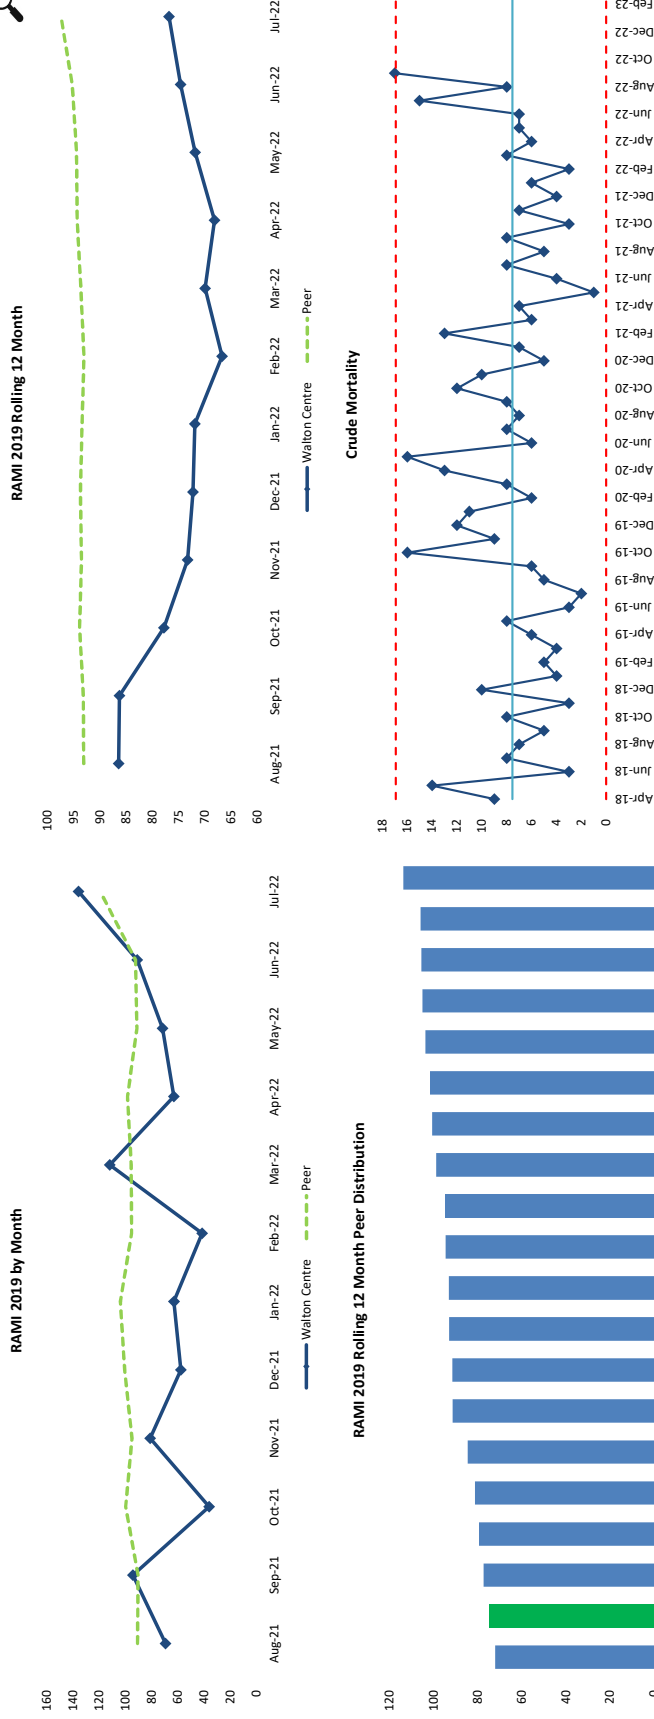 RAMI 2019 by Month
160
140
120
100
80
60
40
20
0
Aug-21
Sep-21
Oct-21
Nov-21
Dec-21
Jan-22
Feb-22
Mar-22
Apr-22
May-22
Jun-22
Jul-22
Walton Centre
Peer
RAMI 2019 Rolling 12 Month
100
95
90
85
80
75
70
65
60
Aug-21
Sep-21
Oct-21
Nov-21
Dec-21
Jan-22
Feb-22
Mar-22
Apr-22
May-22
Jun-22
Jul-22
Walton Centre
Peer
RAMI 2019 Rolling 12 Month Peer Distribution
120
100
80
60
40
20
0
Crude Mortality
18
16
14
12
10
8
6
4
2
0
Apr-18
Jun-18
Aug-18
Oct-18
Dec-18
Feb-19
Apr-19
Jun-19
Aug-19
Oct-19
Dec-19
Feb-20
Apr-20
Jun-20
Aug-20
Oct-20
Dec-20
Feb-21
Apr-21
Jun-21
Aug-21
Oct-21
Dec-21
Feb-22
Apr-22
Jun-22
Aug-22
Oct-22
Dec-22
Feb-23